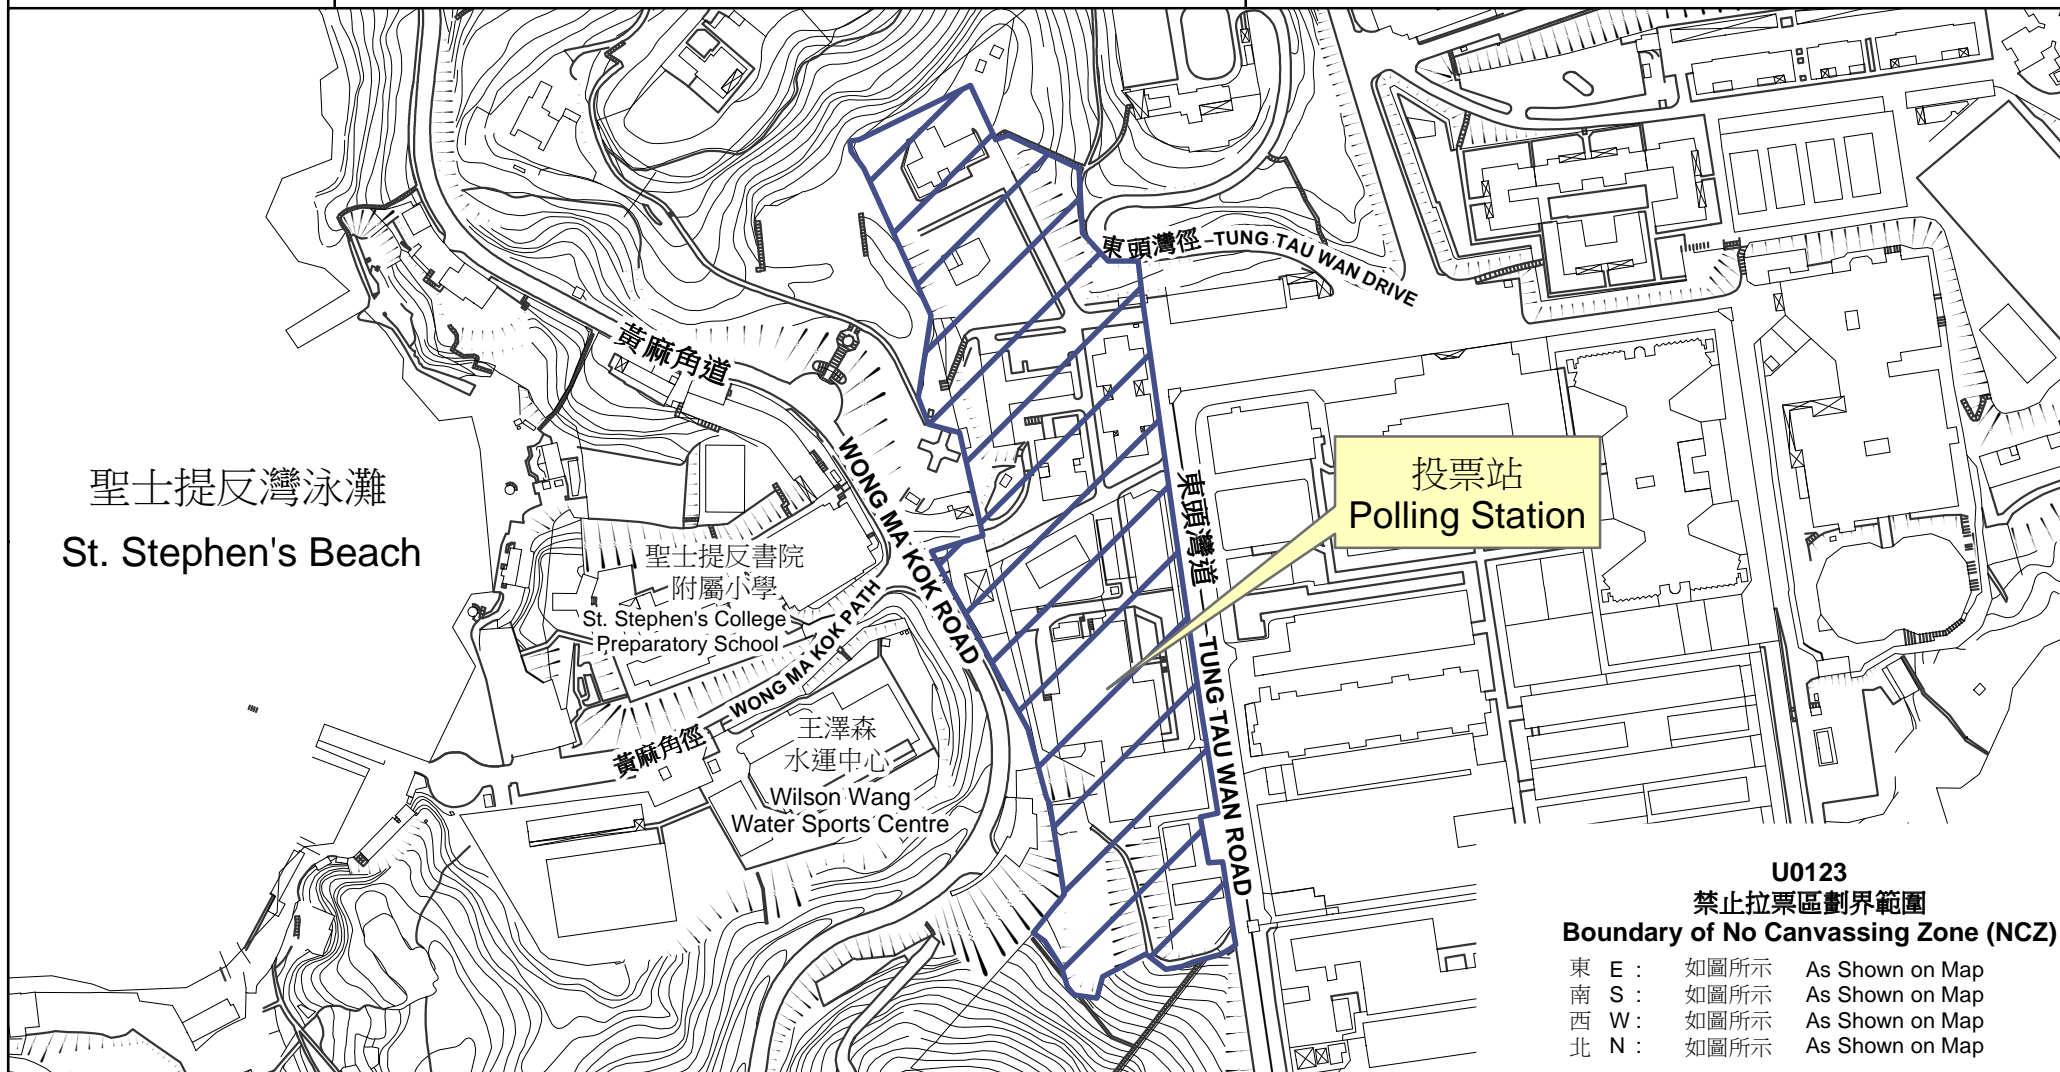 東頭灣徑 TUNG TAU WAN DRIVE
黃麻角道
WONG MA KOK ROAD
聖士提反灣泳灘
St. Stephen's Beach
投票站
Polling Station
東頭灣道
TUNG TAU WAN ROAD
聖士提反書院
附屬小學
St. Stephen's College
Preparatory School
黃麻角徑 WONG MA KOK PATH
王澤森
水運中心
Wilson Wang
Water Sports Centre
U0123
禁止拉票區劃界範圍
Boundary of No Canvassing Zone (NCZ)
東 E : 如圖所示 As Shown on Map
南 S : 如圖所示 As Shown on Map
西 W : 如圖所示 As Shown on Map
北 N : 如圖所示 As Shown on Map